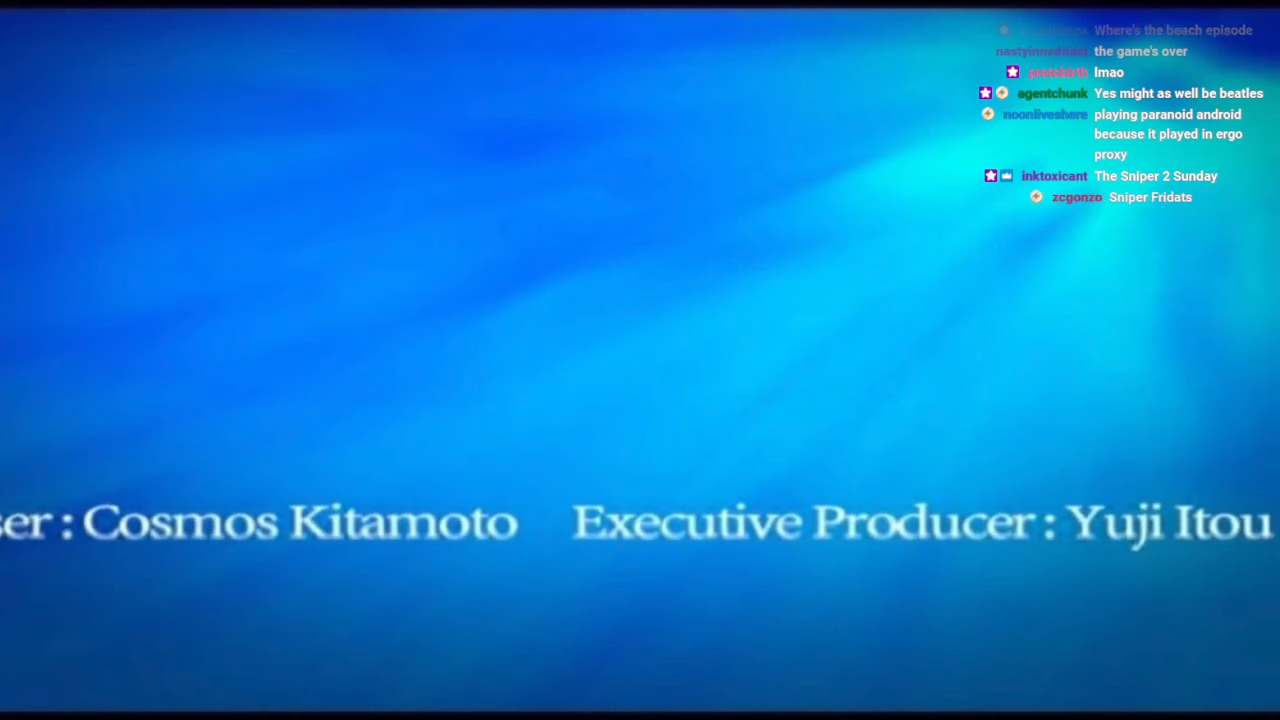 Where's the beach episode
the game's over
protobirth lmao
agentchunk Yes might as well be beatles
noonliveshere playing paranoid android
because it played in ergo
proxy
inktoxicant The Sniper 2 Sunday
zcgonzo Sniper Fridats
ser : Cosmos Kitamoto Executive Producer : Yuji Itou